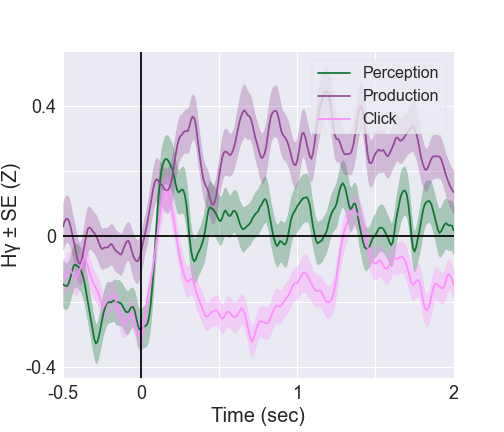 Perception
Production
Click
0.4
0
-0.4
Hγ ± SE (Z)
-0.5
0
1
2
Time (sec)